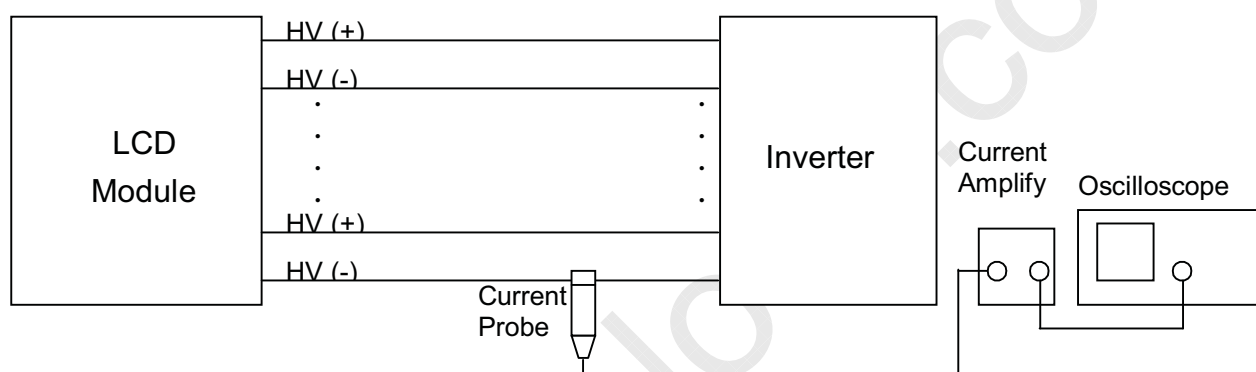 HV (+)
HV (-)
LCD
Module
Inverter
HV (+)
HV (-)
Current
Probe
Current
Amplify
Oscilloscope